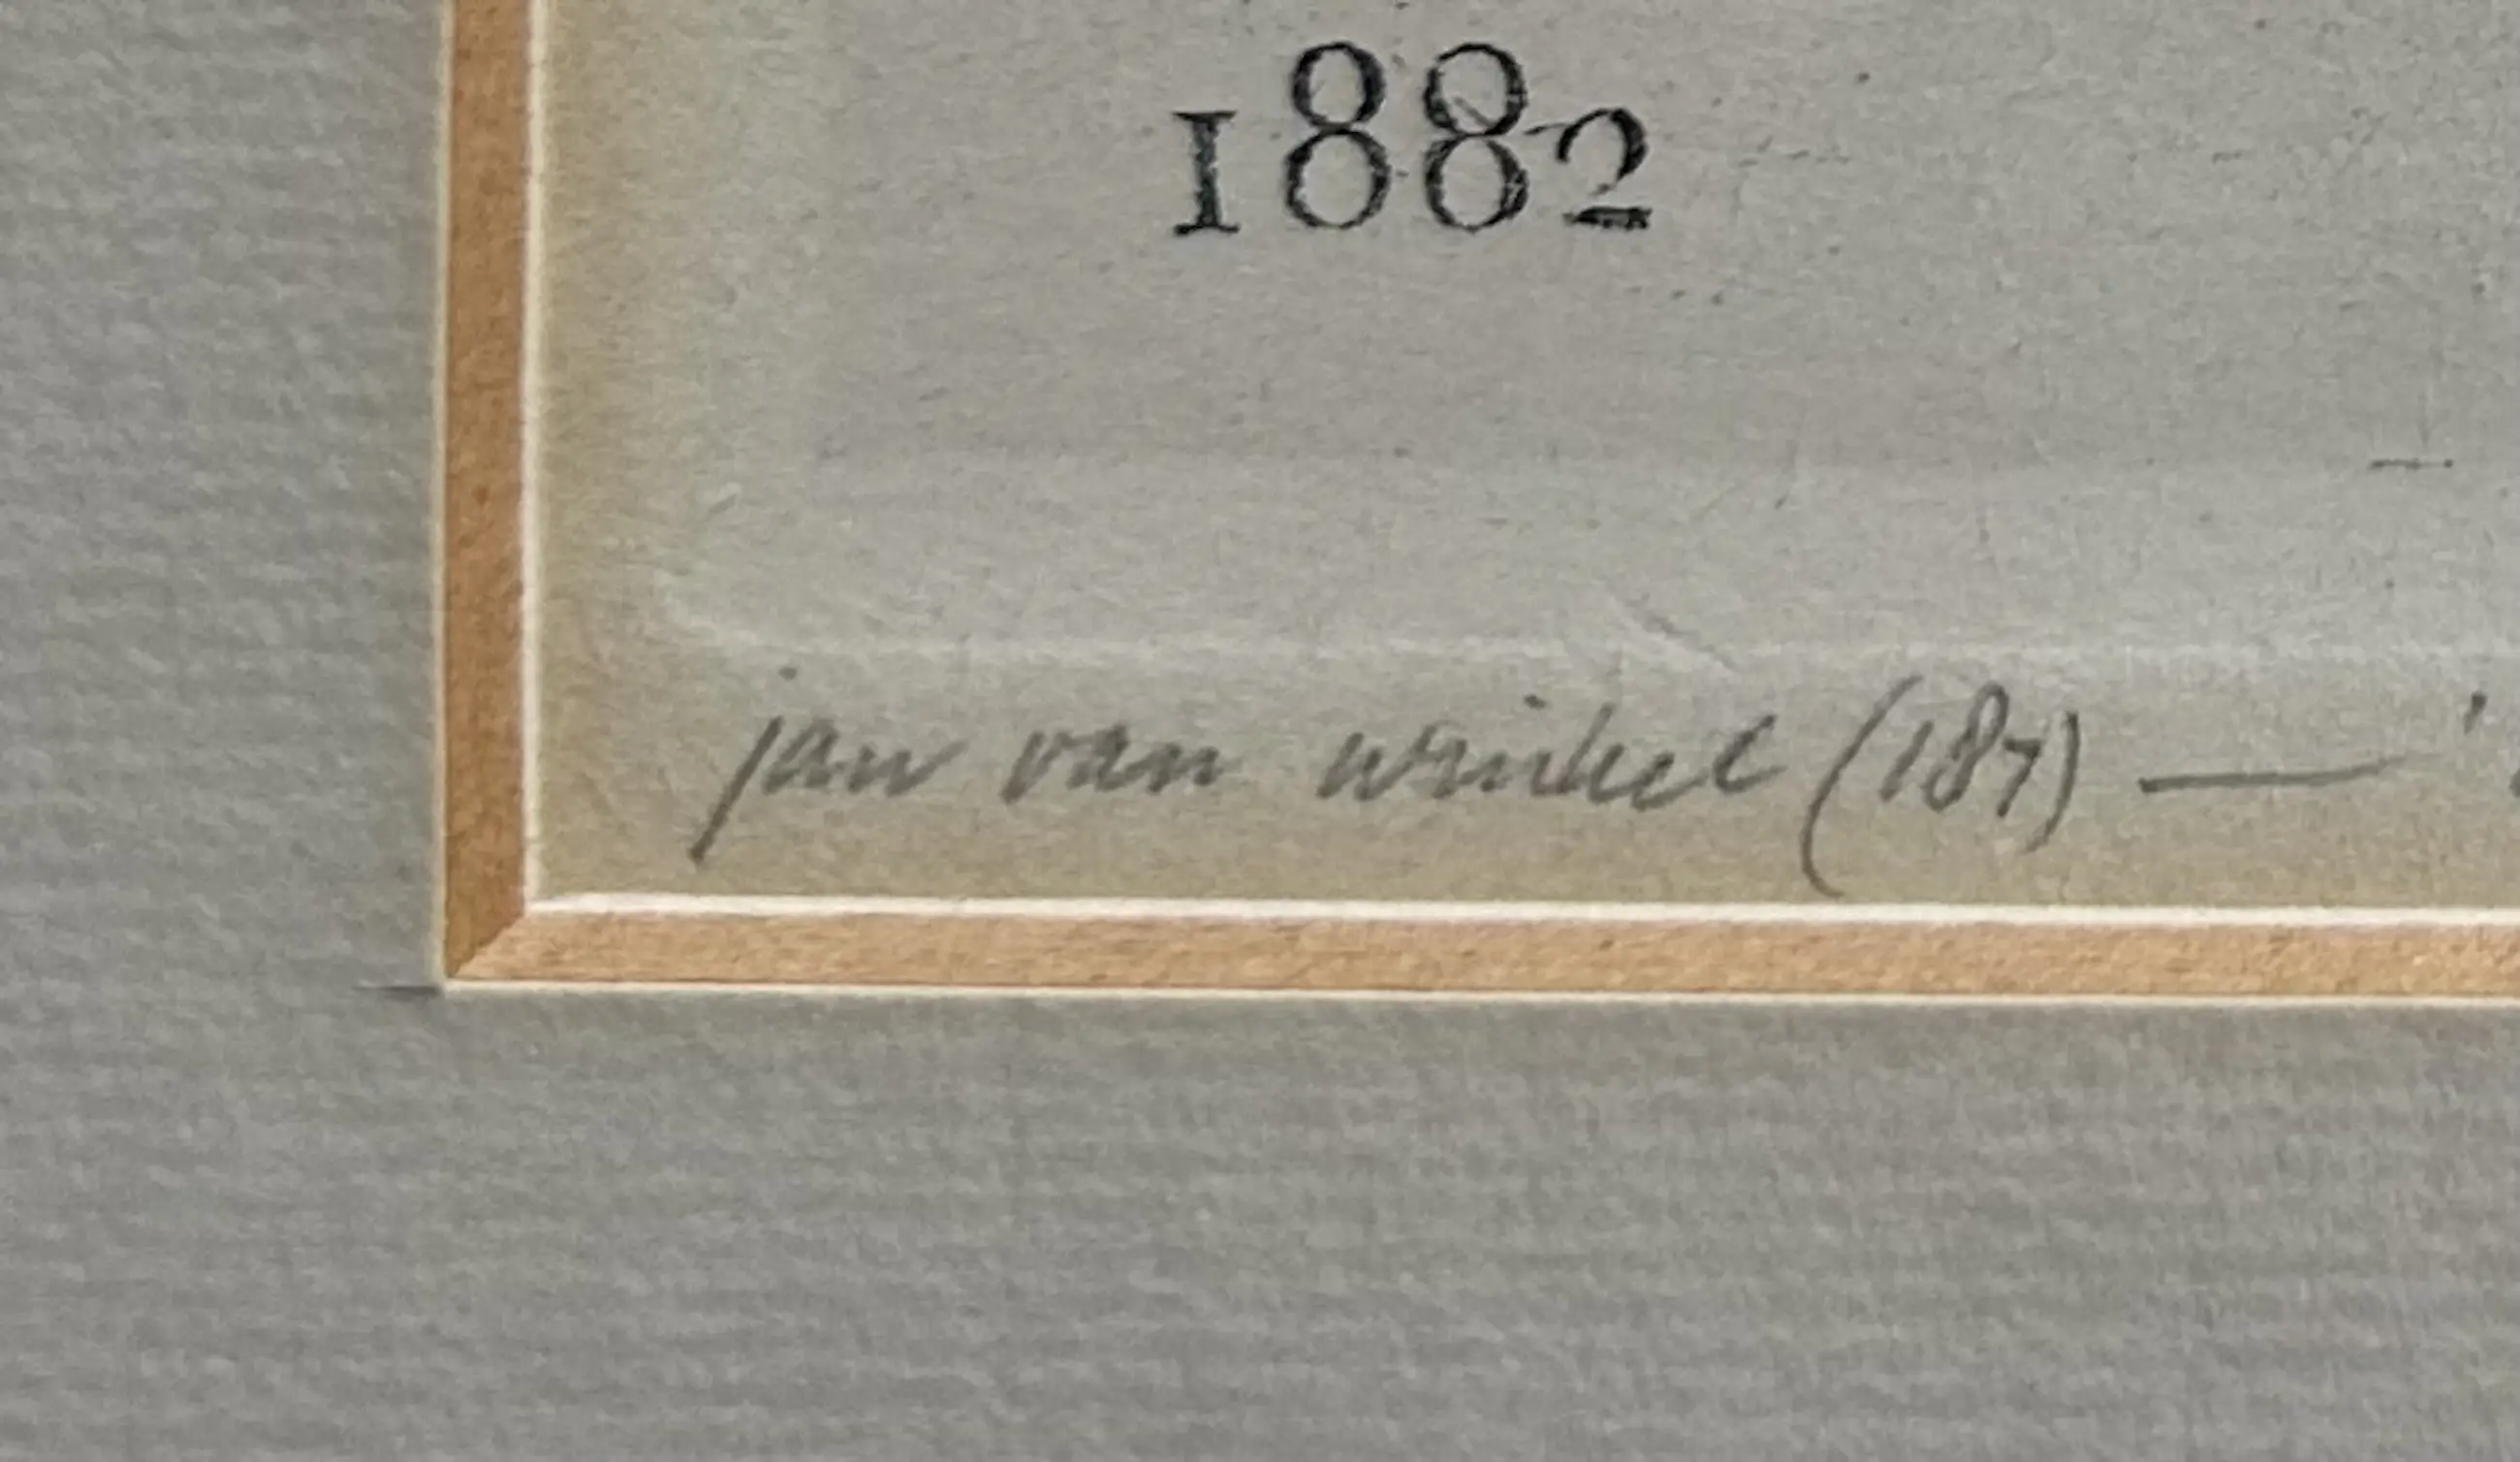 1882
jan van winkel (187) —